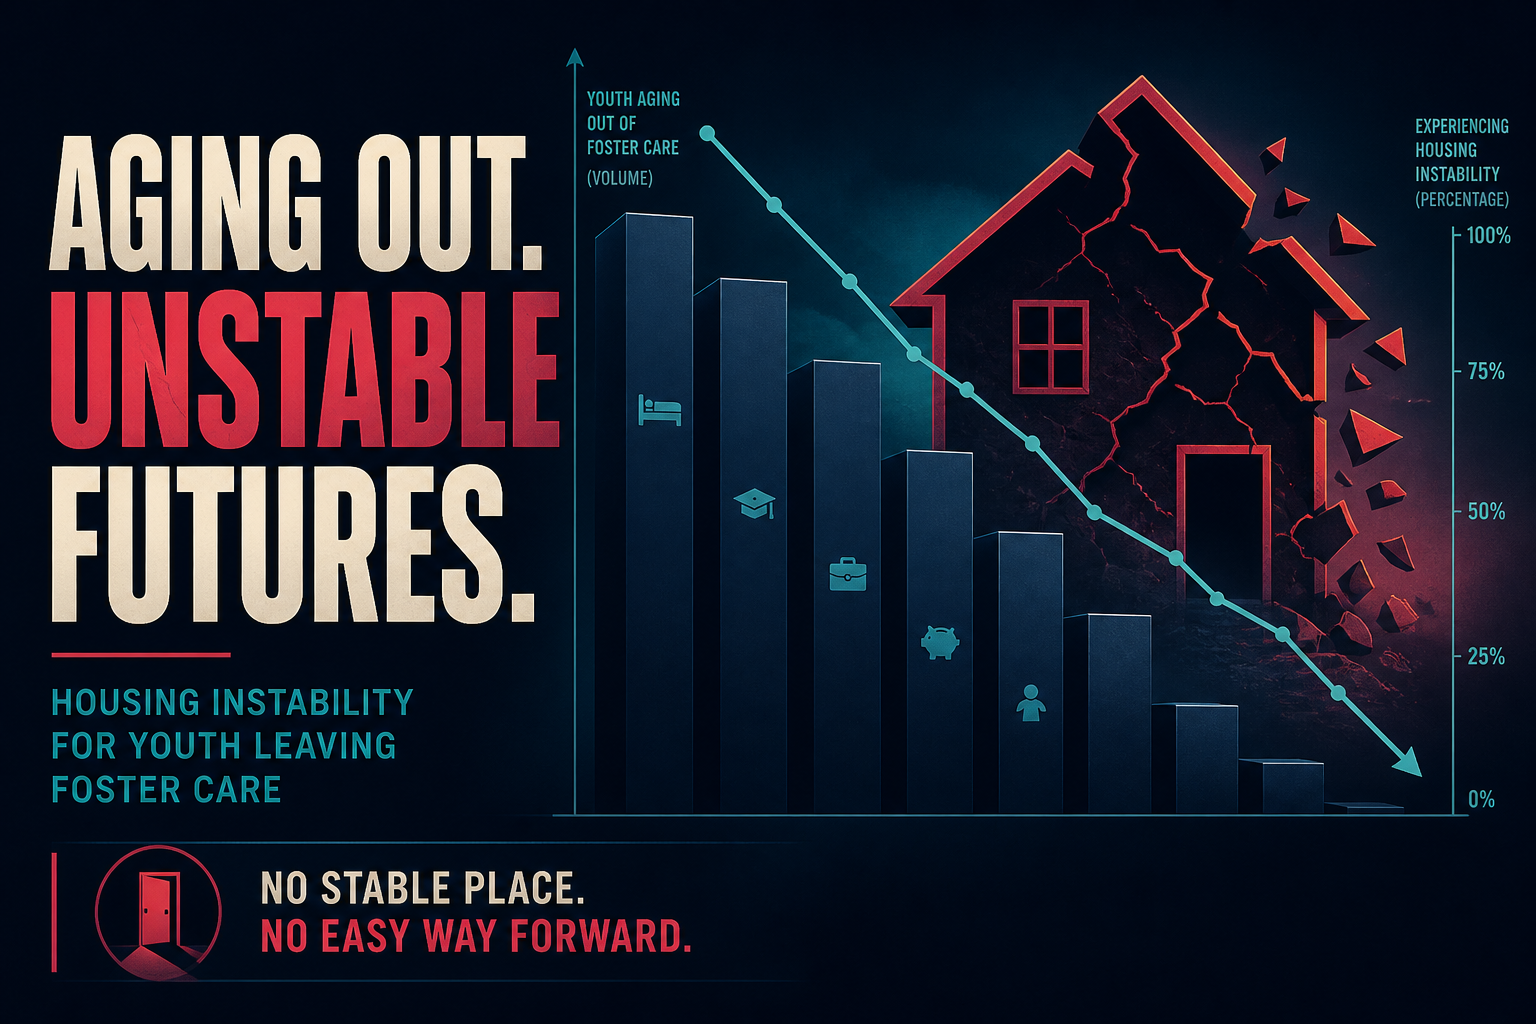 AGING OUT.
UNSTABLE
FUTURES.
HOUSING INSTABILITY
FOR YOUTH LEAVING
FOSTER CARE
NO STABLE PLACE.
NO EASY WAY FORWARD.
YOUTH AGING
OUT OF
FOSTER CARE
(VOLUME)
EXPERIENCING
HOUSING
INSTABILITY
(PERCENTAGE)
100%
75%
50%
25%
0%